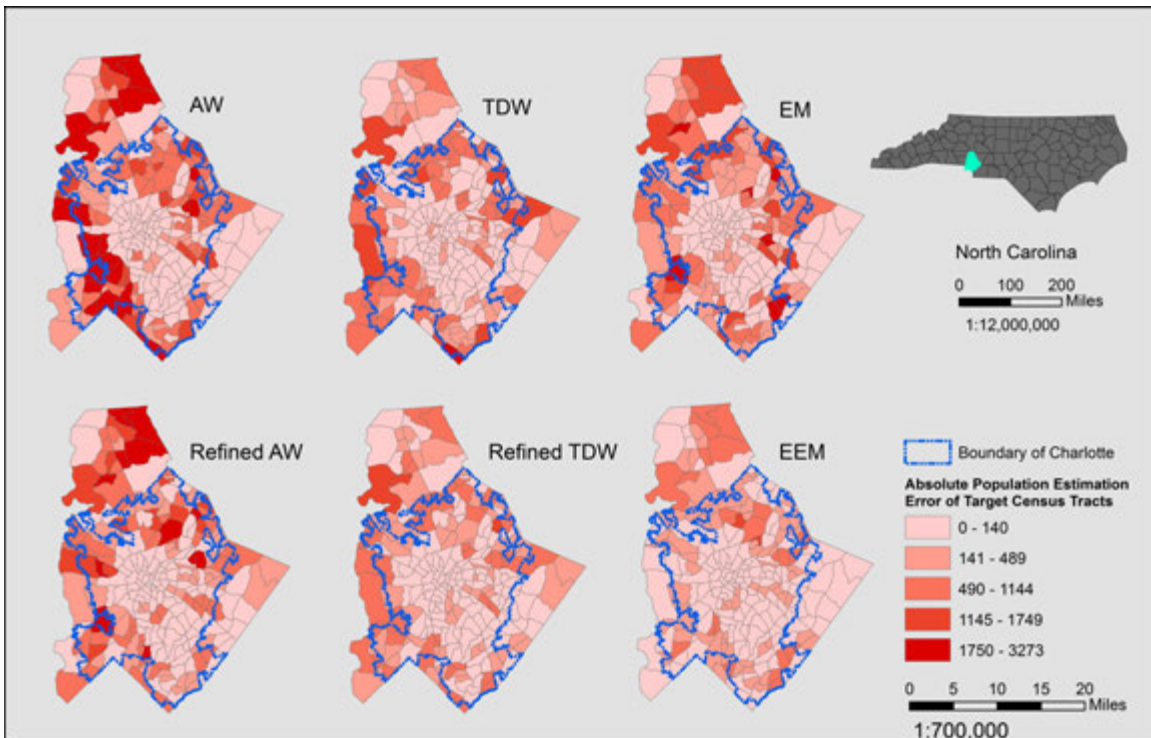 AW
TDW
EM
North Carolina
0 100 200
Miles
1:12,000,000
Refined AW
Refined TDW
EEM
Boundary of Charlotte
Absolute Population Estimation
Error of Target Census Tracts
0 - 140
141 - 489
490 - 1144
1145 - 1749
1750 - 3273
0 5 10 15 20
Miles
1:700,000